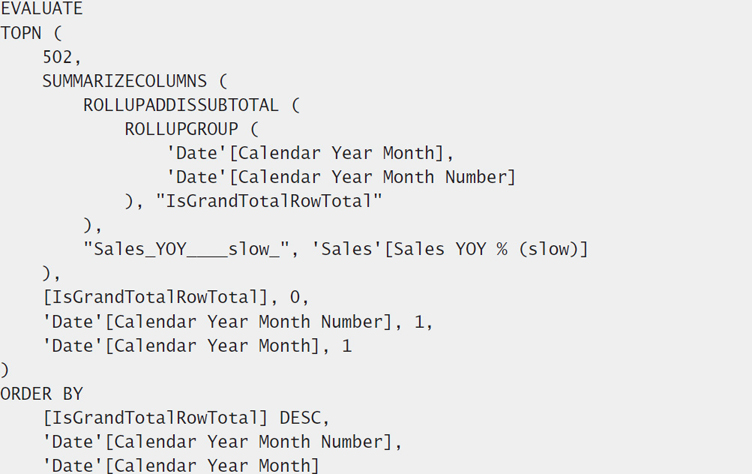 EVALUATE
TOPN (
    502,
    SUMMARIZECOLUMNS (
        ROLLUPADDISSUBTOTAL (
            ROLLUPGROUP (
                'Date'[Calendar Year Month],
                'Date'[Calendar Year Month Number]
            ), "IsGrandTotalRowTotal"
        ),
        "Sales_YOY____slow_", 'Sales'[Sales YOY % (slow)]
    ),
    [IsGrandTotalRowTotal], 0,
    'Date'[Calendar Year Month Number], 1,
    'Date'[Calendar Year Month], 1
)
ORDER BY
    [IsGrandTotalRowTotal] DESC,
    'Date'[Calendar Year Month Number],
    'Date'[Calendar Year Month]